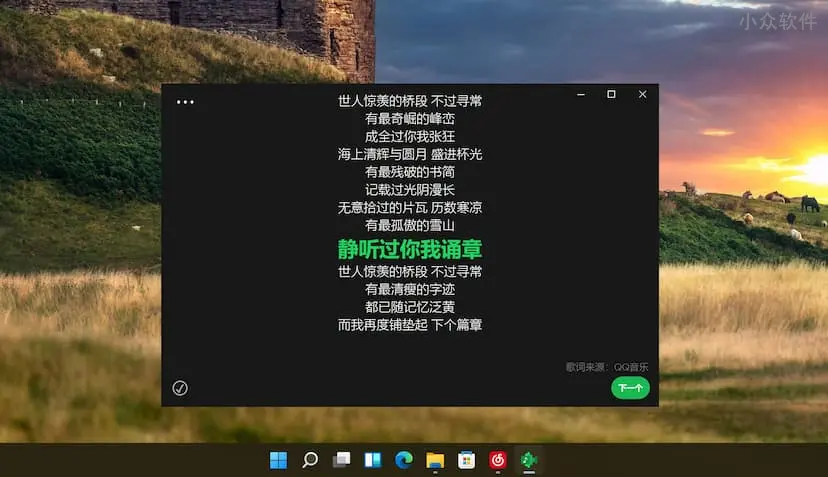 小众软件
世人惊羡的桥段 不过寻常
有最奇崛的峰峦
成全过你我张狂
海上清辉与圆月 盛进杯光
有最残破的书简
记载过光阴漫长
无意拾过的片瓦 历数寒凉
有最孤傲的雪山
静听过你我诵章
世人惊羡的桥段 不过寻常
有最清瘦的字迹
都已随记忆泛黄
而我再度铺垫起 下个篇章
歌词来源：QQ音乐
下一个